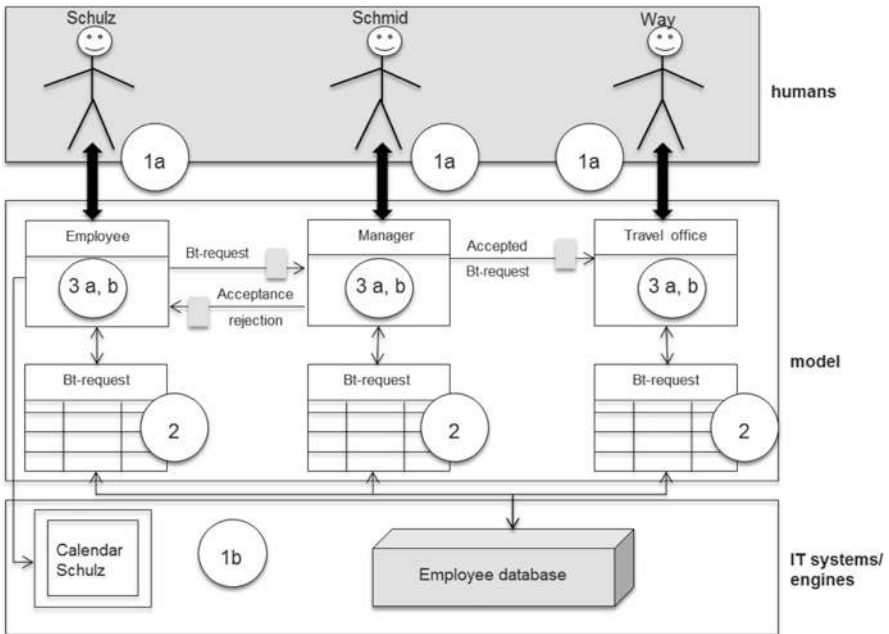 Schulz
Schmid
Way
humans
1a
1a
1a
Employee
Manager
Travel office
Bt-request
Accepted
Bt-request
3 a, b
3 a, b
3 a, b
Acceptance
rejection
model
Bt-request
Bt-request
Bt-request
2
2
2
Calendar
Schulz
1b
Employee database
IT systems/
engines